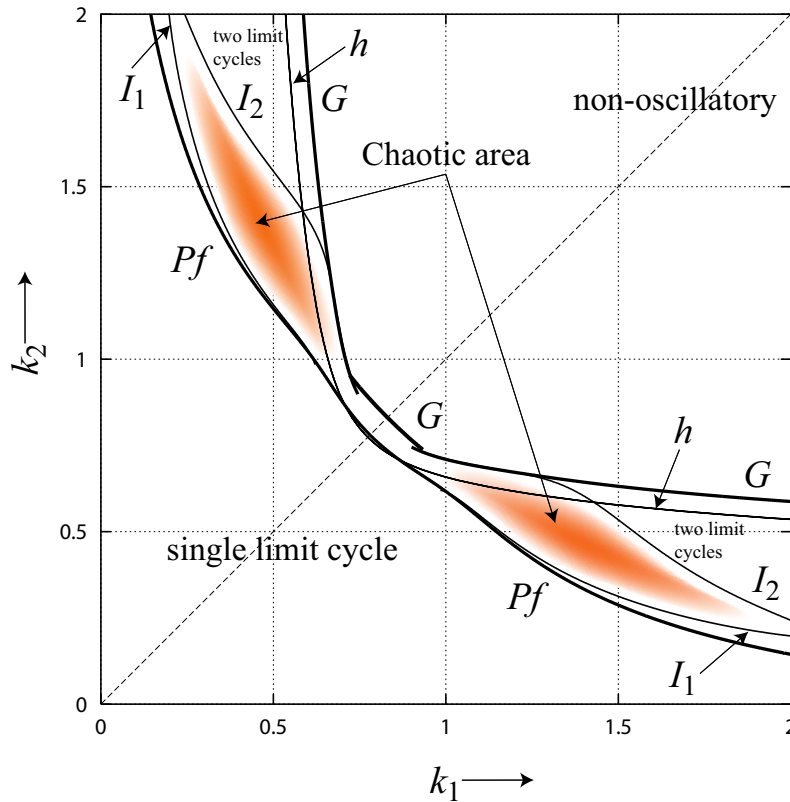 2
two limit
cycles
h
I1
I2
G
non-oscillatory
Chaotic area
1.5
Pf
k2
1
G
h
G
0.5
single limit cycle
two limit
cycles
Pf
I2
I1
0
0
0.5
1
1.5
2
k1